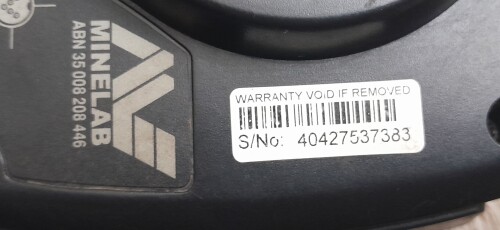 MINELAB
ABN 35 008 208 446
WARRANTY VOID IF REMOVED
S/No: 40427537383